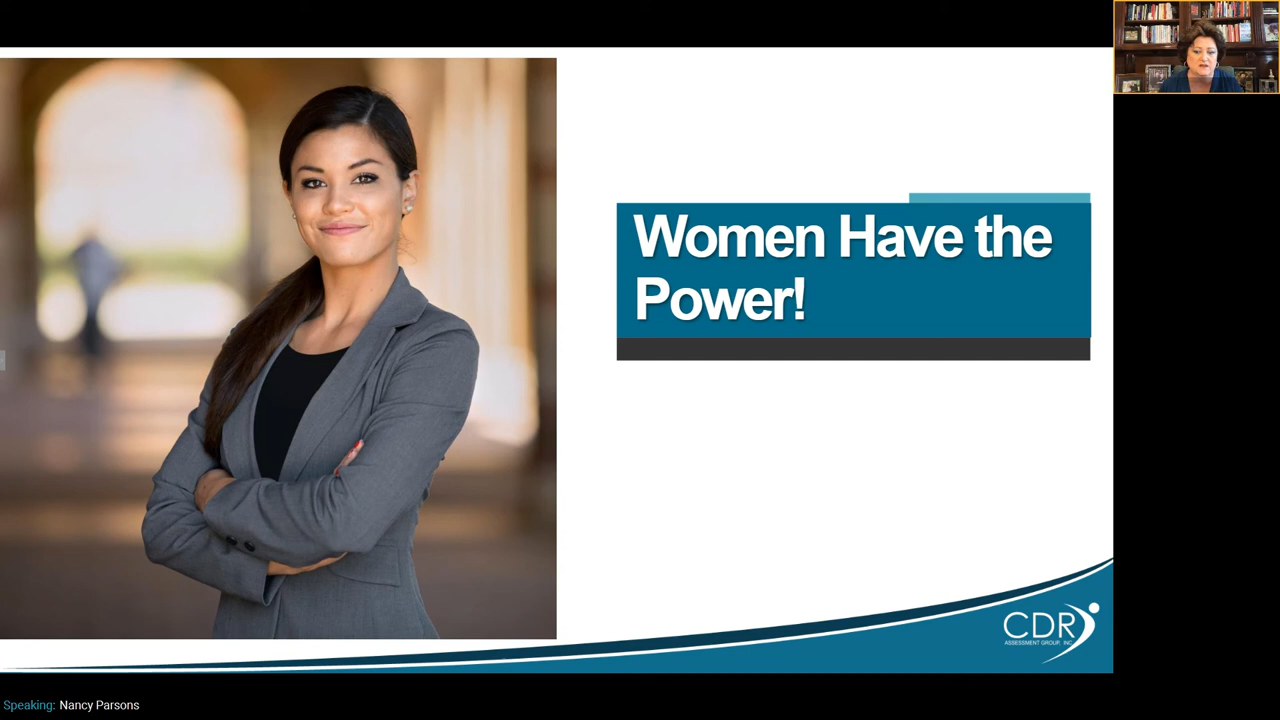 Women Have the
Power!
CDR
ASSESSMENT GROUP, INC.
Speaking: Nancy Parsons